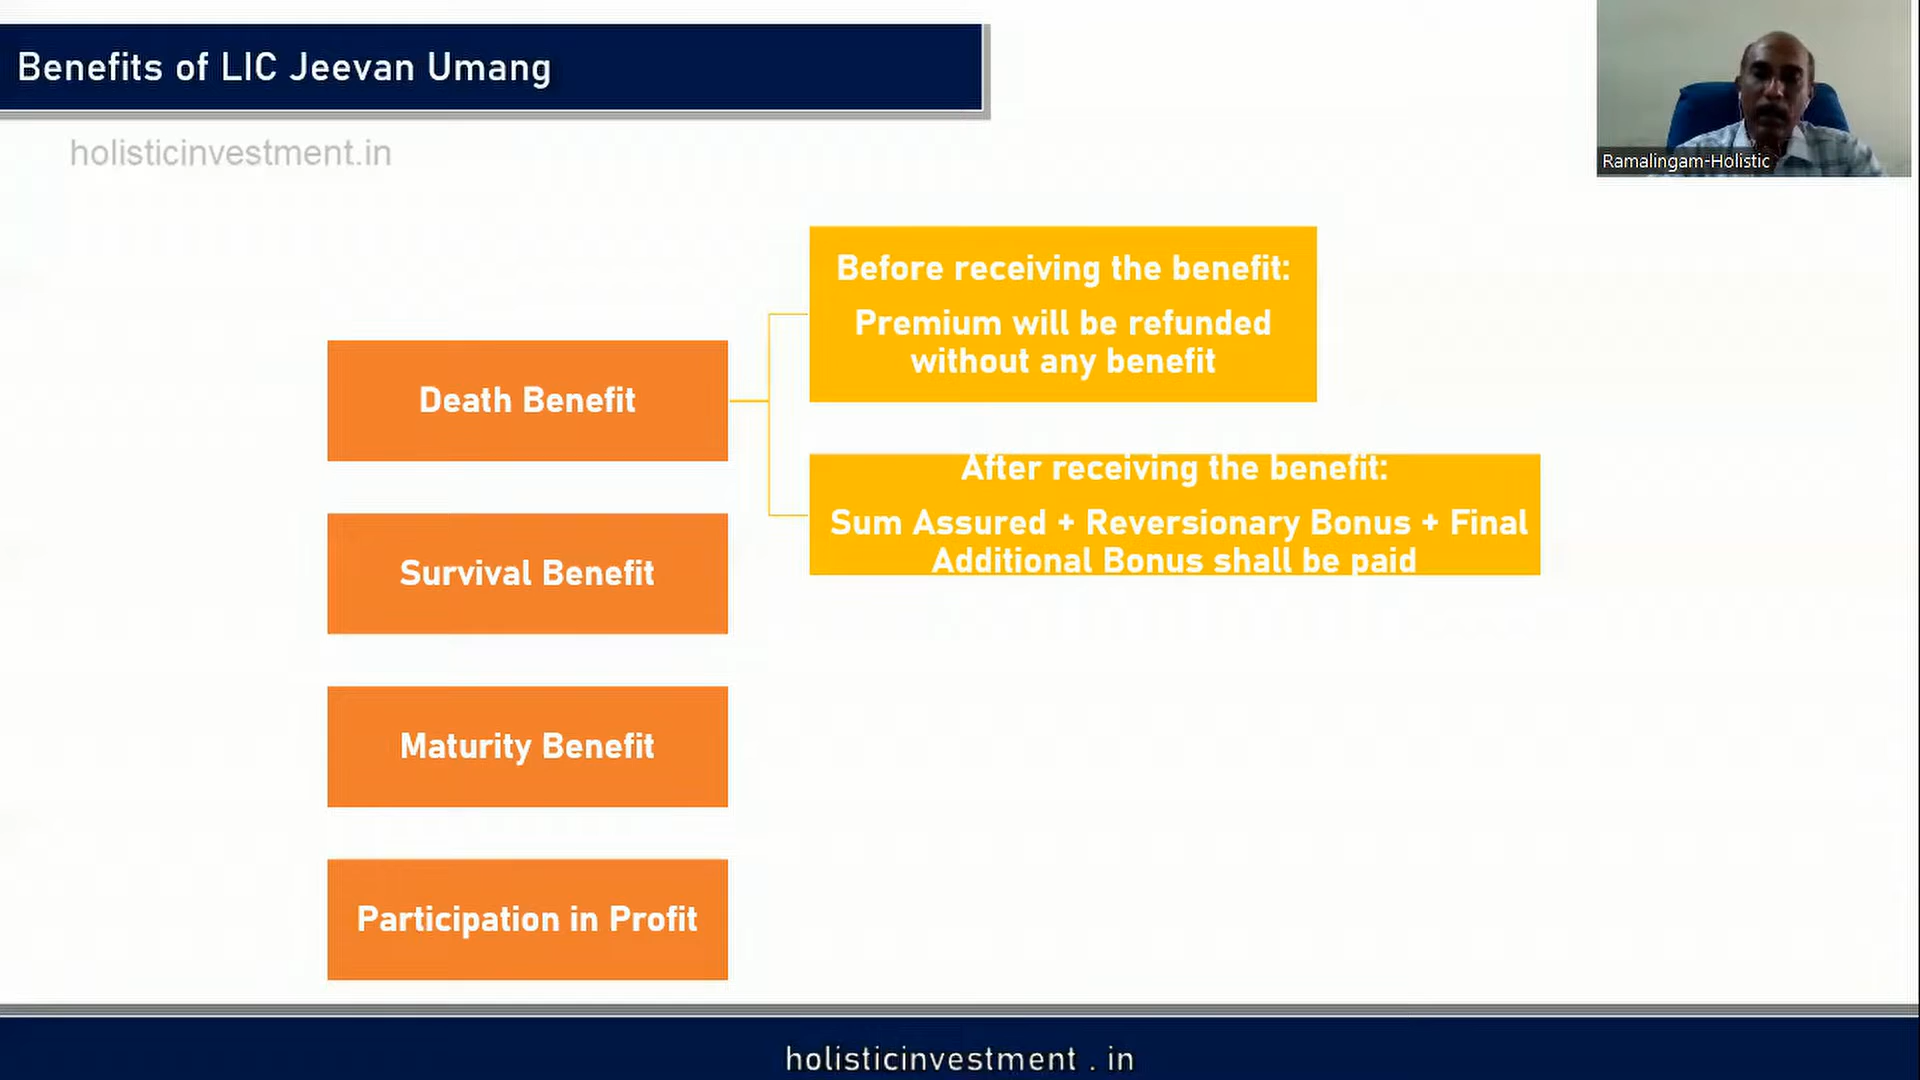 Benefits of LIC Jeevan Umang
holisticinvestment.in
Ramalingam-Holistic
Before receiving the benefit:
Premium will be refunded
without any benefit
Death Benefit
After receiving the benefit:
Sum Assured + Reversionary Bonus + Final
Additional Bonus shall be paid
Survival Benefit
Maturity Benefit
Participation in Profit
holisticinvestment . in